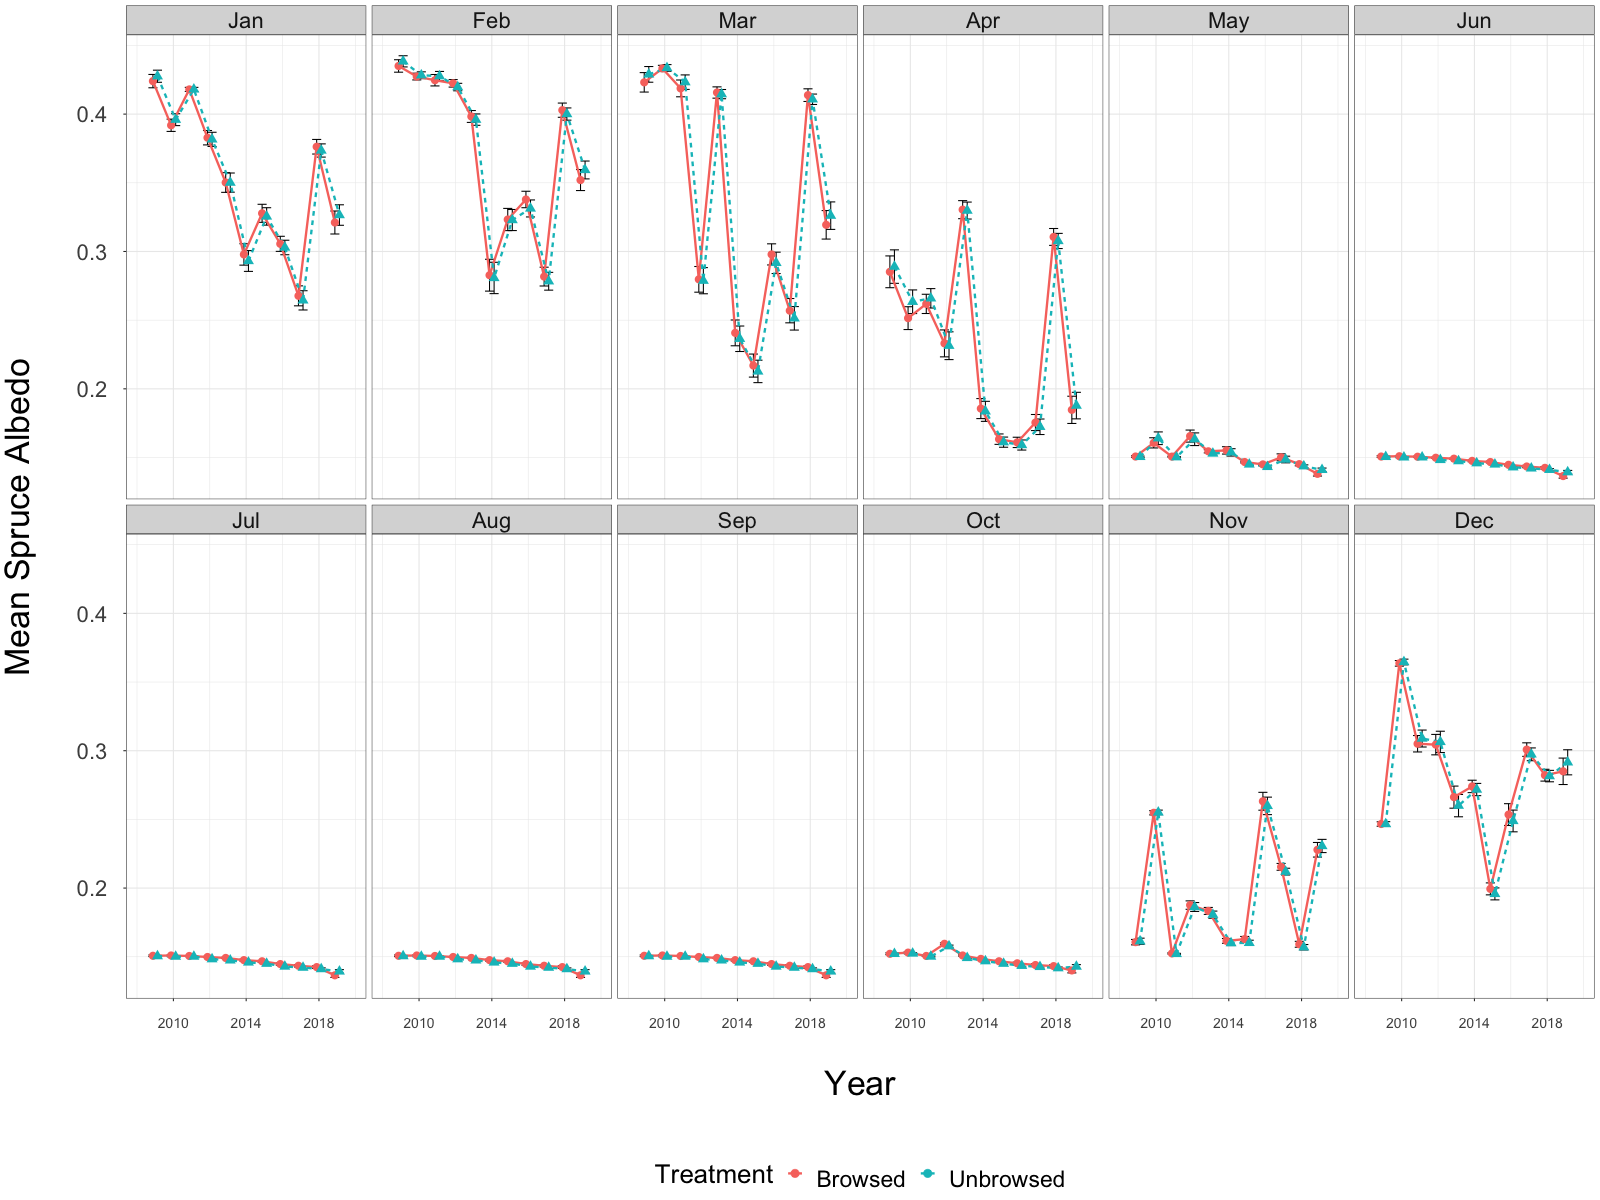 Jan Feb Mar Apr May Jun
0.4
0.3
0.2
Mean Spruce Albedo
Jul Aug Sep Oct Nov Dec
0.4
0.3
0.2
2010 2014 2018 2010 2014 2018 2010 2014 2018 2010 2014 2018 2010 2014 2018 2010 2014 2018
Year
Treatment Browsed Unbrowsed